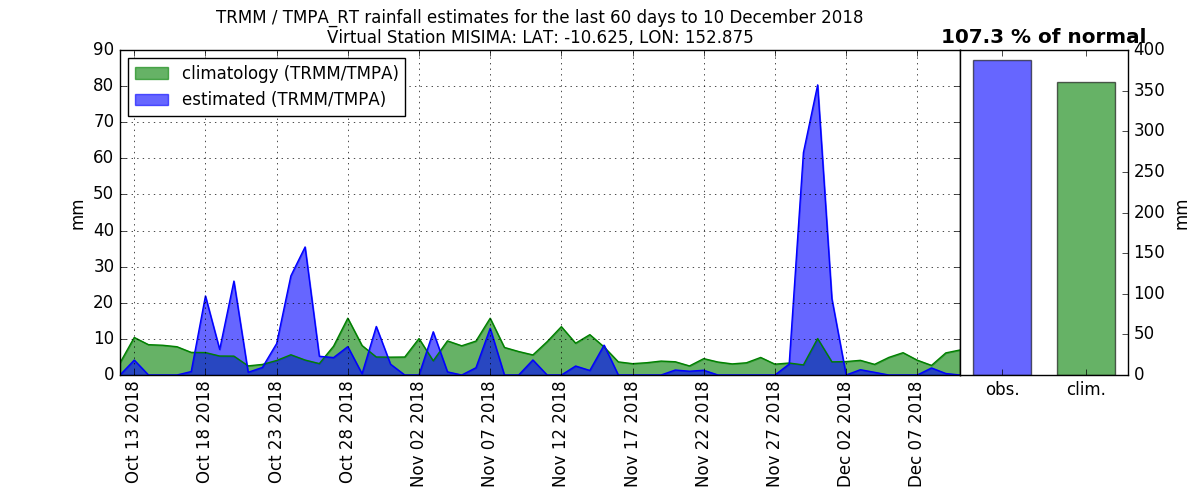 TRMM / TMPA_RT rainfall estimates for the last 60 days to 10 December 2018
Virtual Station MISIMA: LAT: -10.625, LON: 152.875
107.3 % of normal
climatology (TRMM/TMPA)
estimated (TRMM/TMPA)
90
80
70
60
50
40
30
20
10
0
mm
400
350
300
250
200
150
100
50
0
mm
Oct 13 2018
Oct 18 2018
Oct 23 2018
Oct 28 2018
Nov 02 2018
Nov 07 2018
Nov 12 2018
Nov 17 2018
Nov 22 2018
Nov 27 2018
Dec 02 2018
Dec 07 2018
obs.
clim.